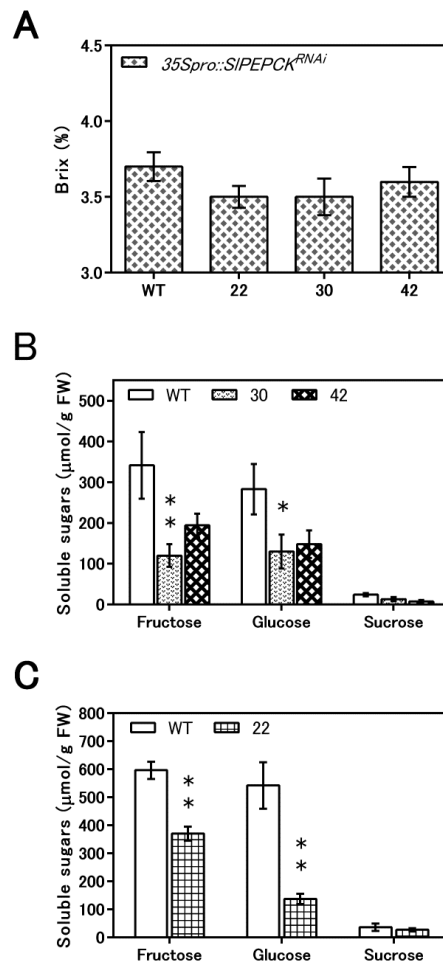 A
35Spro::SlPEPCK^RNAi
Brix (%)
4.5
4.0
3.5
3.0
WT 22 30 42
B
Soluble sugars (μmol/g FW)
WT 30 42
500
400
300
200
100
0
* *
*
Fructose Glucose Sucrose
C
Soluble sugars (μmol/g FW)
WT 22
800
700
600
500
400
300
200
100
0
* *
* *
Fructose Glucose Sucrose